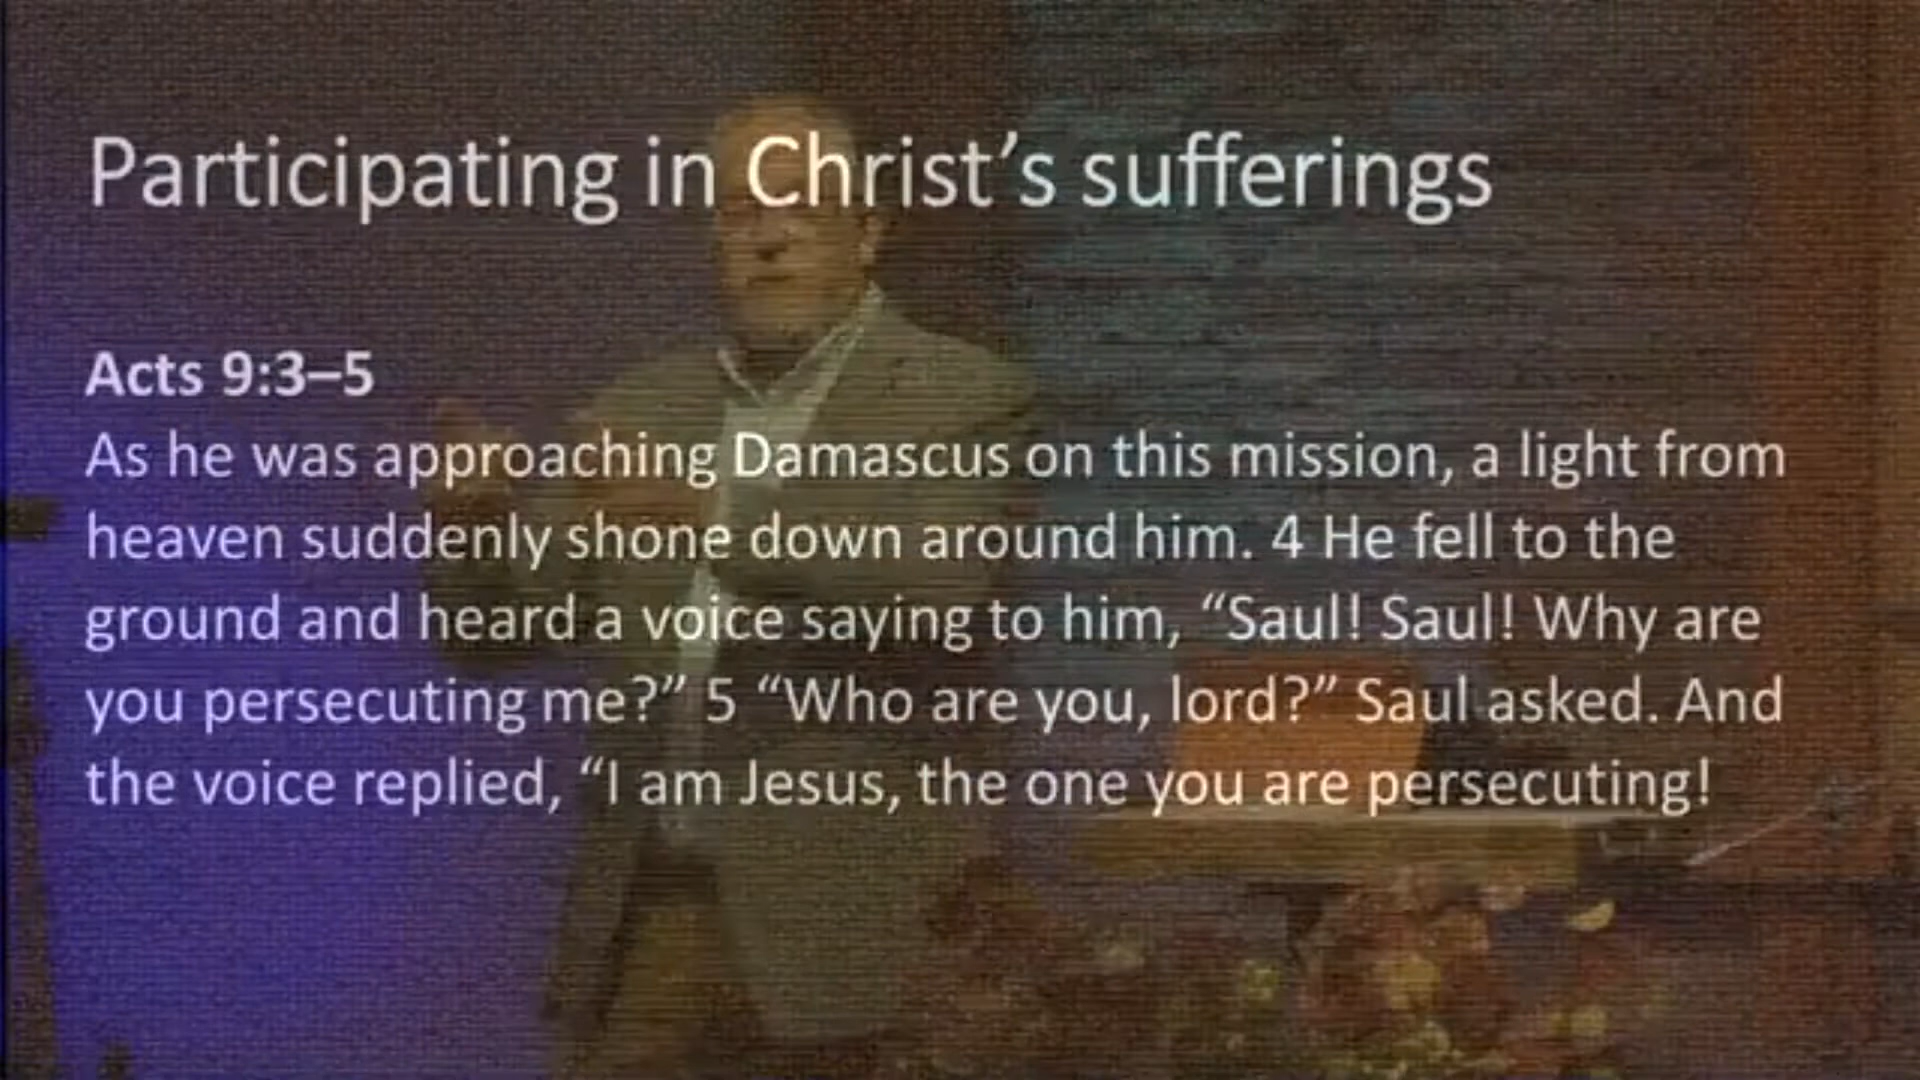 Participating in Christ’s sufferings
Acts 9:3–5
As he was approaching Damascus on this mission, a light from
heaven suddenly shone down around him. 4 He fell to the
ground and heard a voice saying to him, “Saul! Saul! Why are
you persecuting me?” 5 “Who are you, lord?” Saul asked. And
the voice replied, “I am Jesus, the one you are persecuting!